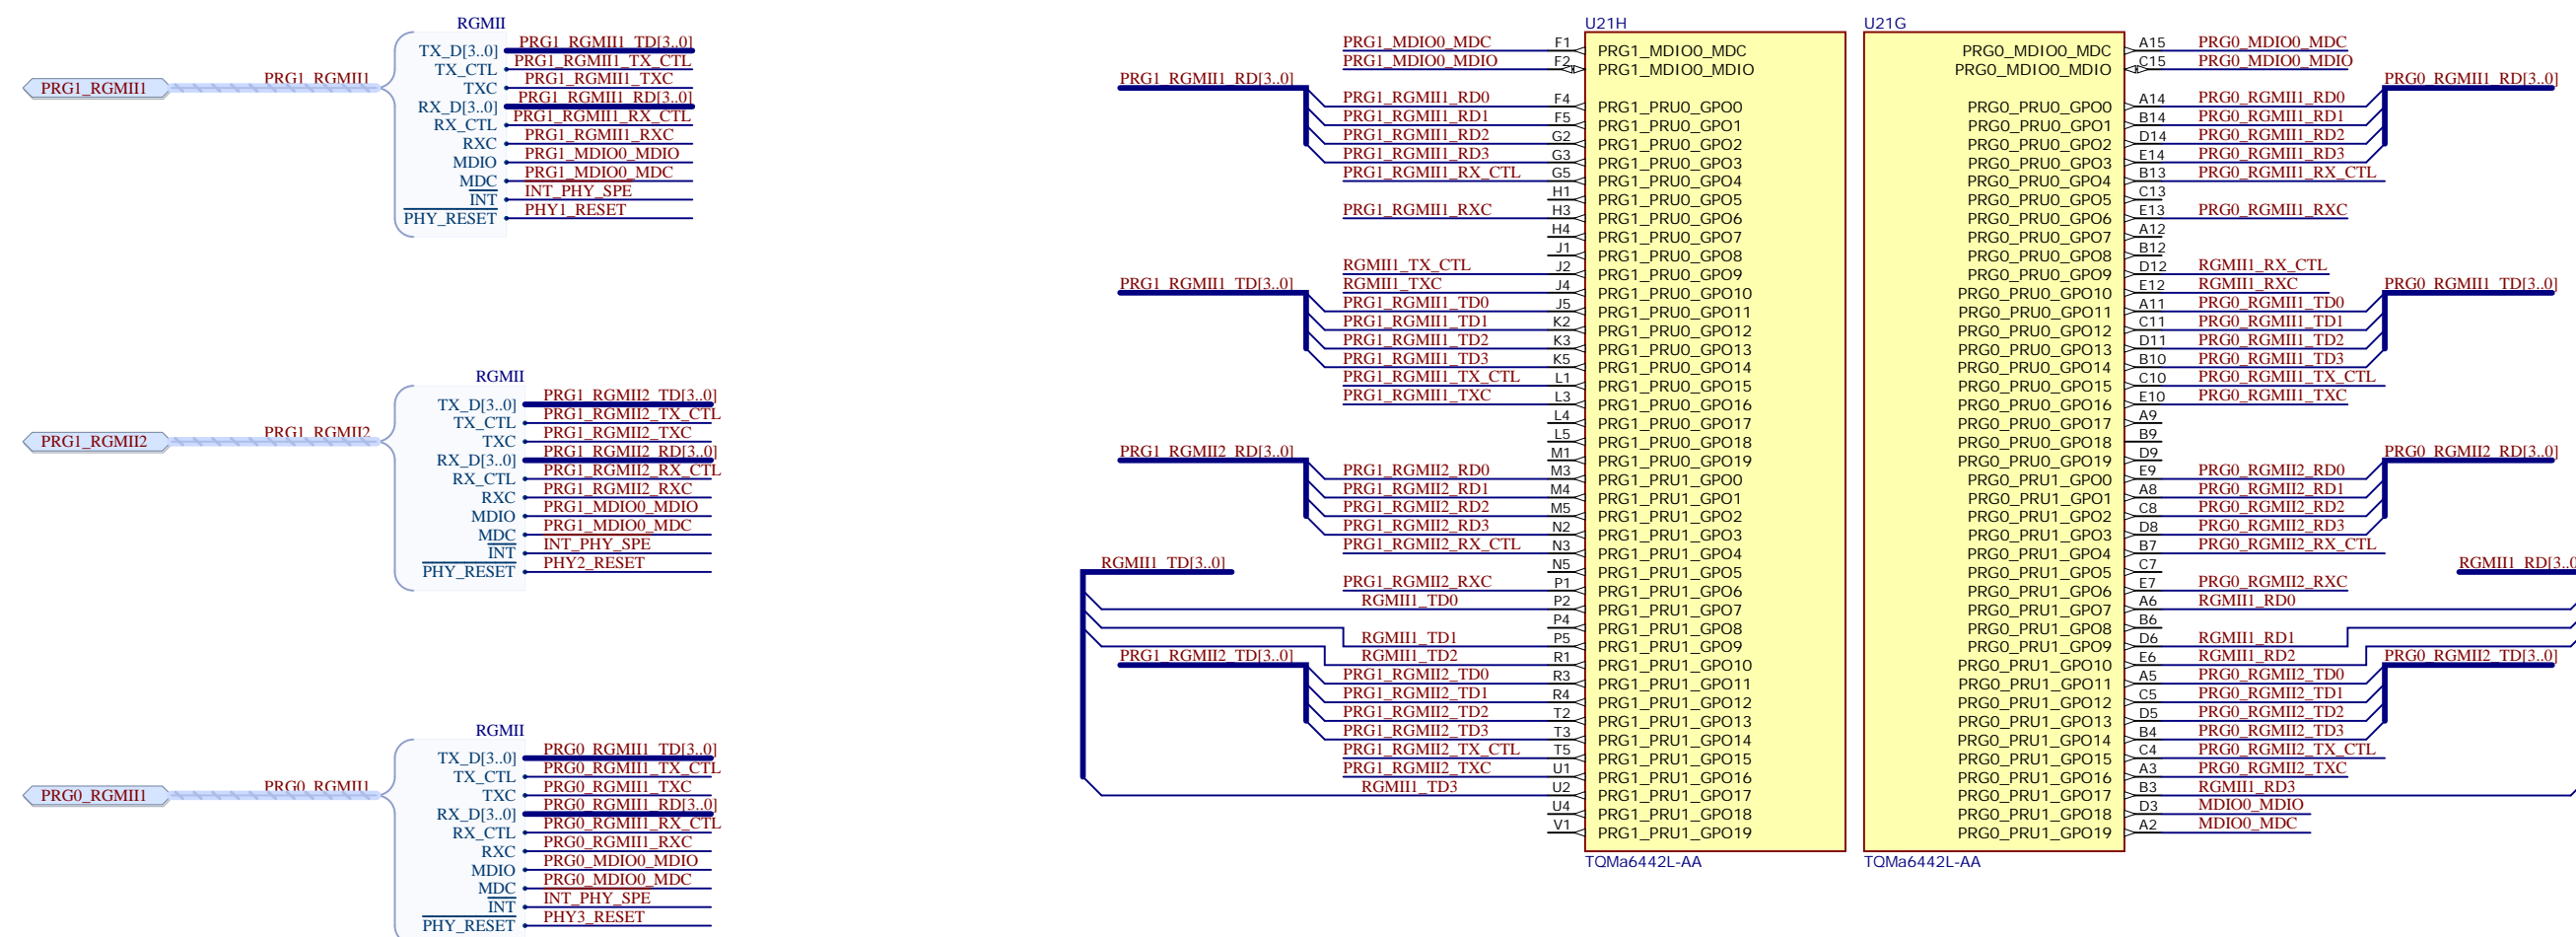 RGMII
PRG1_RGMII1
PRG1_RGMII1
TX_D[3..0] PRG1_RGMII1_TD[3..0]
TX_CTL PRG1_RGMII1_TX_CTL
TXC PRG1_RGMII1_TXC
RX_D[3..0] PRG1_RGMII1_RD[3..0]
RX_CTL PRG1_RGMII1_RX_CTL
RXC PRG1_RGMII1_RXC
MDIO PRG1_MDIO0_MDIO
MDC PRG1_MDIO0_MDC
INT INT_PHY_SPE
PHY_RESET PHY1_RESET
RGMII
PRG1_RGMII2
PRG1_RGMII2
TX_D[3..0] PRG1_RGMII2_TD[3..0]
TX_CTL PRG1_RGMII2_TX_CTL
TXC PRG1_RGMII2_TXC
RX_D[3..0] PRG1_RGMII2_RD[3..0]
RX_CTL PRG1_RGMII2_RX_CTL
RXC PRG1_RGMII2_RXC
MDIO PRG1_MDIO0_MDIO
MDC PRG1_MDIO0_MDC
INT INT_PHY_SPE
PHY_RESET PHY2_RESET
RGMII
PRG0_RGMII1
PRG0_RGMII1
TX_D[3..0] PRG0_RGMII1_TD[3..0]
TX_CTL PRG0_RGMII1_TX_CTL
TXC PRG0_RGMII1_TXC
RX_D[3..0] PRG0_RGMII1_RD[3..0]
RX_CTL PRG0_RGMII1_RX_CTL
RXC PRG0_RGMII1_RXC
MDIO PRG0_MDIO0_MDIO
MDC PRG0_MDIO0_MDC
INT INT_PHY_SPE
PHY_RESET PHY3_RESET
U21H
PRG1_MDIO0_MDC F1 PRG1_MDIO0_MDC
PRG1_MDIO0_MDIO F2 PRG1_MDIO0_MDIO
PRG1_RGMII1_RD[3..0]
PRG1_RGMII1_RD0 F4 PRG1_PRU0_GPO0
PRG1_RGMII1_RD1 F5 PRG1_PRU0_GPO1
PRG1_RGMII1_RD2 G2 PRG1_PRU0_GPO2
PRG1_RGMII1_RD3 G3 PRG1_PRU0_GPO3
PRG1_RGMII1_RX_CTL G5 PRG1_PRU0_GPO4
H1 PRG1_PRU0_GPO5
PRG1_RGMII1_RXC H3 PRG1_PRU0_GPO6
H4 PRG1_PRU0_GPO7
J1 PRG1_PRU0_GPO8
RGMII1_TX_CTL J2 PRG1_PRU0_GPO9
PRG1_RGMII1_TD[3..0]
RGMII1_TXC J4 PRG1_PRU0_GPO10
PRG1_RGMII1_TD0 J5 PRG1_PRU0_GPO11
PRG1_RGMII1_TD1 K2 PRG1_PRU0_GPO12
PRG1_RGMII1_TD2 K3 PRG1_PRU0_GPO13
PRG1_RGMII1_TD3 K5 PRG1_PRU0_GPO14
PRG1_RGMII1_TX_CTL L1 PRG1_PRU0_GPO15
PRG1_RGMII1_TXC L3 PRG1_PRU0_GPO16
L4 PRG1_PRU0_GPO17
L5 PRG1_PRU0_GPO18
PRG1_RGMII2_RD[3..0]
M1 PRG1_PRU0_GPO19
PRG1_RGMII2_RD0 M3 PRG1_PRU1_GPO0
PRG1_RGMII2_RD1 M4 PRG1_PRU1_GPO1
PRG1_RGMII2_RD2 M5 PRG1_PRU1_GPO2
PRG1_RGMII2_RD3 N2 PRG1_PRU1_GPO3
PRG1_RGMII2_RX_CTL N3 PRG1_PRU1_GPO4
RGMII1_TD[3..0]
N5 PRG1_PRU1_GPO5
PRG1_RGMII2_RXC P1 PRG1_PRU1_GPO6
RGMII1_TD0 P2 PRG1_PRU1_GPO7
P4 PRG1_PRU1_GPO8
RGMII1_TD1 P5 PRG1_PRU1_GPO9
PRG1_RGMII2_TD[3..0]
RGMII1_TD2 R1 PRG1_PRU1_GPO10
PRG1_RGMII2_TD0 R3 PRG1_PRU1_GPO11
PRG1_RGMII2_TD1 R4 PRG1_PRU1_GPO12
PRG1_RGMII2_TD2 T2 PRG1_PRU1_GPO13
PRG1_RGMII2_TD3 T3 PRG1_PRU1_GPO14
PRG1_RGMII2_TX_CTL T5 PRG1_PRU1_GPO15
PRG1_RGMII2_TXC U1 PRG1_PRU1_GPO16
RGMII1_TD3 U2 PRG1_PRU1_GPO17
U4 PRG1_PRU1_GPO18
V1 PRG1_PRU1_GPO19
TQMa6442L-AA
U21G
PRG0_MDIO0_MDC A15 PRG0_MDIO0_MDC
PRG0_MDIO0_MDIO C15 PRG0_MDIO0_MDIO
PRG0_RGMII1_RD[3..0]
PRG0_PRU0_GPO0 A14 PRG0_RGMII1_RD0
PRG0_PRU0_GPO1 B14 PRG0_RGMII1_RD1
PRG0_PRU0_GPO2 D14 PRG0_RGMII1_RD2
PRG0_PRU0_GPO3 E14 PRG0_RGMII1_RD3
PRG0_PRU0_GPO4 B13 PRG0_RGMII1_RX_CTL
PRG0_PRU0_GPO5 C13
PRG0_PRU0_GPO6 E13 PRG0_RGMII1_RXC
PRG0_PRU0_GPO7 A12
PRG0_PRU0_GPO8 B12
PRG0_PRU0_GPO9 D12 RGMII1_RX_CTL
PRG0_PRU0_GPO10 E12 RGMII1_RXC
PRG0_RGMII1_TD[3..0]
PRG0_PRU0_GPO11 A11 PRG0_RGMII1_TD0
PRG0_PRU0_GPO12 C11 PRG0_RGMII1_TD1
PRG0_PRU0_GPO13 D11 PRG0_RGMII1_TD2
PRG0_PRU0_GPO14 B10 PRG0_RGMII1_TD3
PRG0_PRU0_GPO15 C10 PRG0_RGMII1_TX_CTL
PRG0_PRU0_GPO16 E10 PRG0_RGMII1_TXC
PRG0_PRU0_GPO17 A9
PRG0_PRU0_GPO18 B9
PRG0_PRU0_GPO19 D9
PRG0_RGMII2_RD[3..0]
PRG0_PRU1_GPO0 E9 PRG0_RGMII2_RD0
PRG0_PRU1_GPO1 A8 PRG0_RGMII2_RD1
PRG0_PRU1_GPO2 C8 PRG0_RGMII2_RD2
PRG0_PRU1_GPO3 D8 PRG0_RGMII2_RD3
PRG0_PRU1_GPO4 B7 PRG0_RGMII2_RX_CTL
PRG0_PRU1_GPO5 C7
RGMII1_RD[3..0
PRG0_PRU1_GPO6 E7 PRG0_RGMII2_RXC
PRG0_PRU1_GPO7 A6 RGMII1_RD0
PRG0_PRU1_GPO8 B6
PRG0_PRU1_GPO9 D6 RGMII1_RD1
PRG0_PRU1_GPO10 E6 RGMII1_RD2
PRG0_RGMII2_TD[3..0]
PRG0_PRU1_GPO11 A5 PRG0_RGMII2_TD0
PRG0_PRU1_GPO12 C5 PRG0_RGMII2_TD1
PRG0_PRU1_GPO13 D5 PRG0_RGMII2_TD2
PRG0_PRU1_GPO14 B4 PRG0_RGMII2_TD3
PRG0_PRU1_GPO15 C4 PRG0_RGMII2_TX_CTL
PRG0_PRU1_GPO16 A3 PRG0_RGMII2_TXC
PRG0_PRU1_GPO17 B3 RGMII1_RD3
PRG0_PRU1_GPO18 D3 MDIO0_MDIO
PRG0_PRU1_GPO19 A2 MDIO0_MDC
TQMa6442L-AA